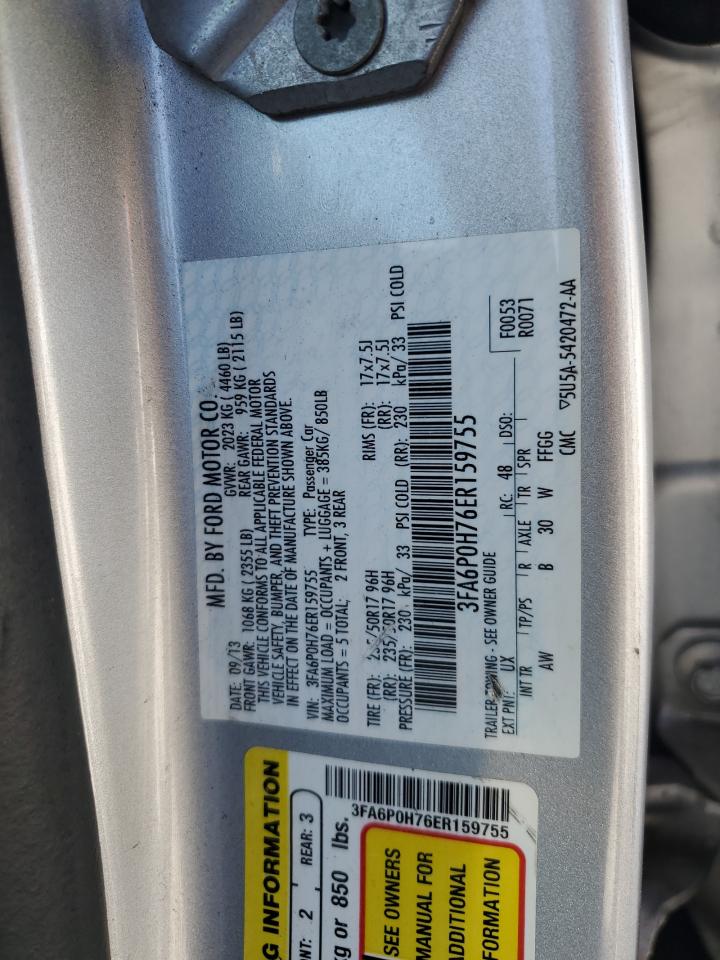 MFD. BY FORD MOTOR CO.
DATE: 09/13 GVWR: 2023 KG ( 4460 LB)
FRONT GAWR: 1068 KG ( 2355 LB) REAR GAWR: 959 KG ( 2115 LB)
THIS VEHICLE CONFORMS TO ALL APPLICABLE FEDERAL MOTOR
VEHICLE SAFETY, BUMPER, AND THEFT PREVENTION STANDARDS
IN EFFECT ON THE DATE OF MANUFACTURE SHOWN ABOVE.
VIN: 3FA6P0H76ER159755 TYPE: Passenger Car
MAXIMUM LOAD = OCCUPANTS + LUGGAGE = 385KG/ 850LB
OCCUPANTS = 5 TOTAL; 2 FRONT, 3 REAR
TIRE (FR): 235/50R17 96H RIMS (FR): 17x7.5J
(RR): 235/50R17 96H (RR): 17x7.5J
PRESSURE (FR): 230 kPa/ 33 PSI COLD (RR): 230 kPa/ 33 PSI COLD
3FA6P0H76ER159755
TRAILER TOWING - SEE OWNER GUIDE F0053
EXT PNT: UX RC: 48 DSO: R0071
INT TR TP/PS R AXLE TR SPR
AW B 30 W FFGG
CMC ▽5U5A-5420472-AA
G INFORMATION
NT: 2 REAR: 3
kg or 850 lbs.
3FA6P0H76ER159755
SEE OWNERS
MANUAL FOR
ADDITIONAL
FORMATION